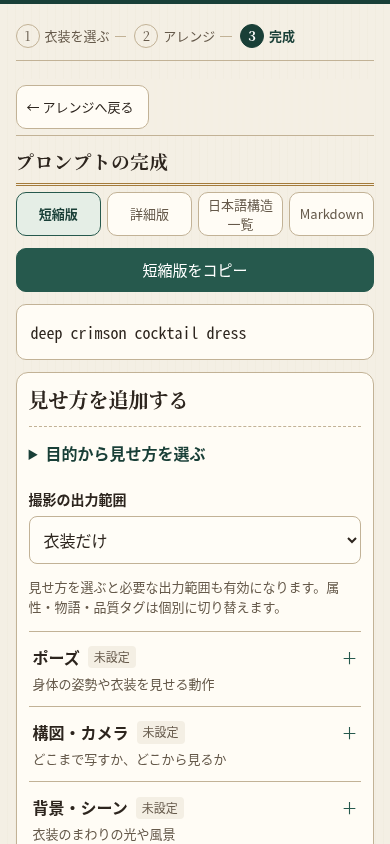 1 衣装を選ぶ — 2 アレンジ — 3 完成
← アレンジへ戻る
プロンプトの完成
短縮版 詳細版 日本語構造一覧 Markdown
短縮版をコピー
deep crimson cocktail dress
見せ方を追加する
▶ 目的から見せ方を選ぶ
撮影の出力範囲
衣装だけ
見せ方を選ぶと必要な出力範囲も有効になります。属
性・物語・品質タグは個別に切り替えます。
ポーズ 未設定 +
身体の姿勢や衣装を見せる動作
構図・カメラ 未設定 +
どこまで写すか、どこから見るか
背景・シーン 未設定 +
衣装のまわりの光や風景